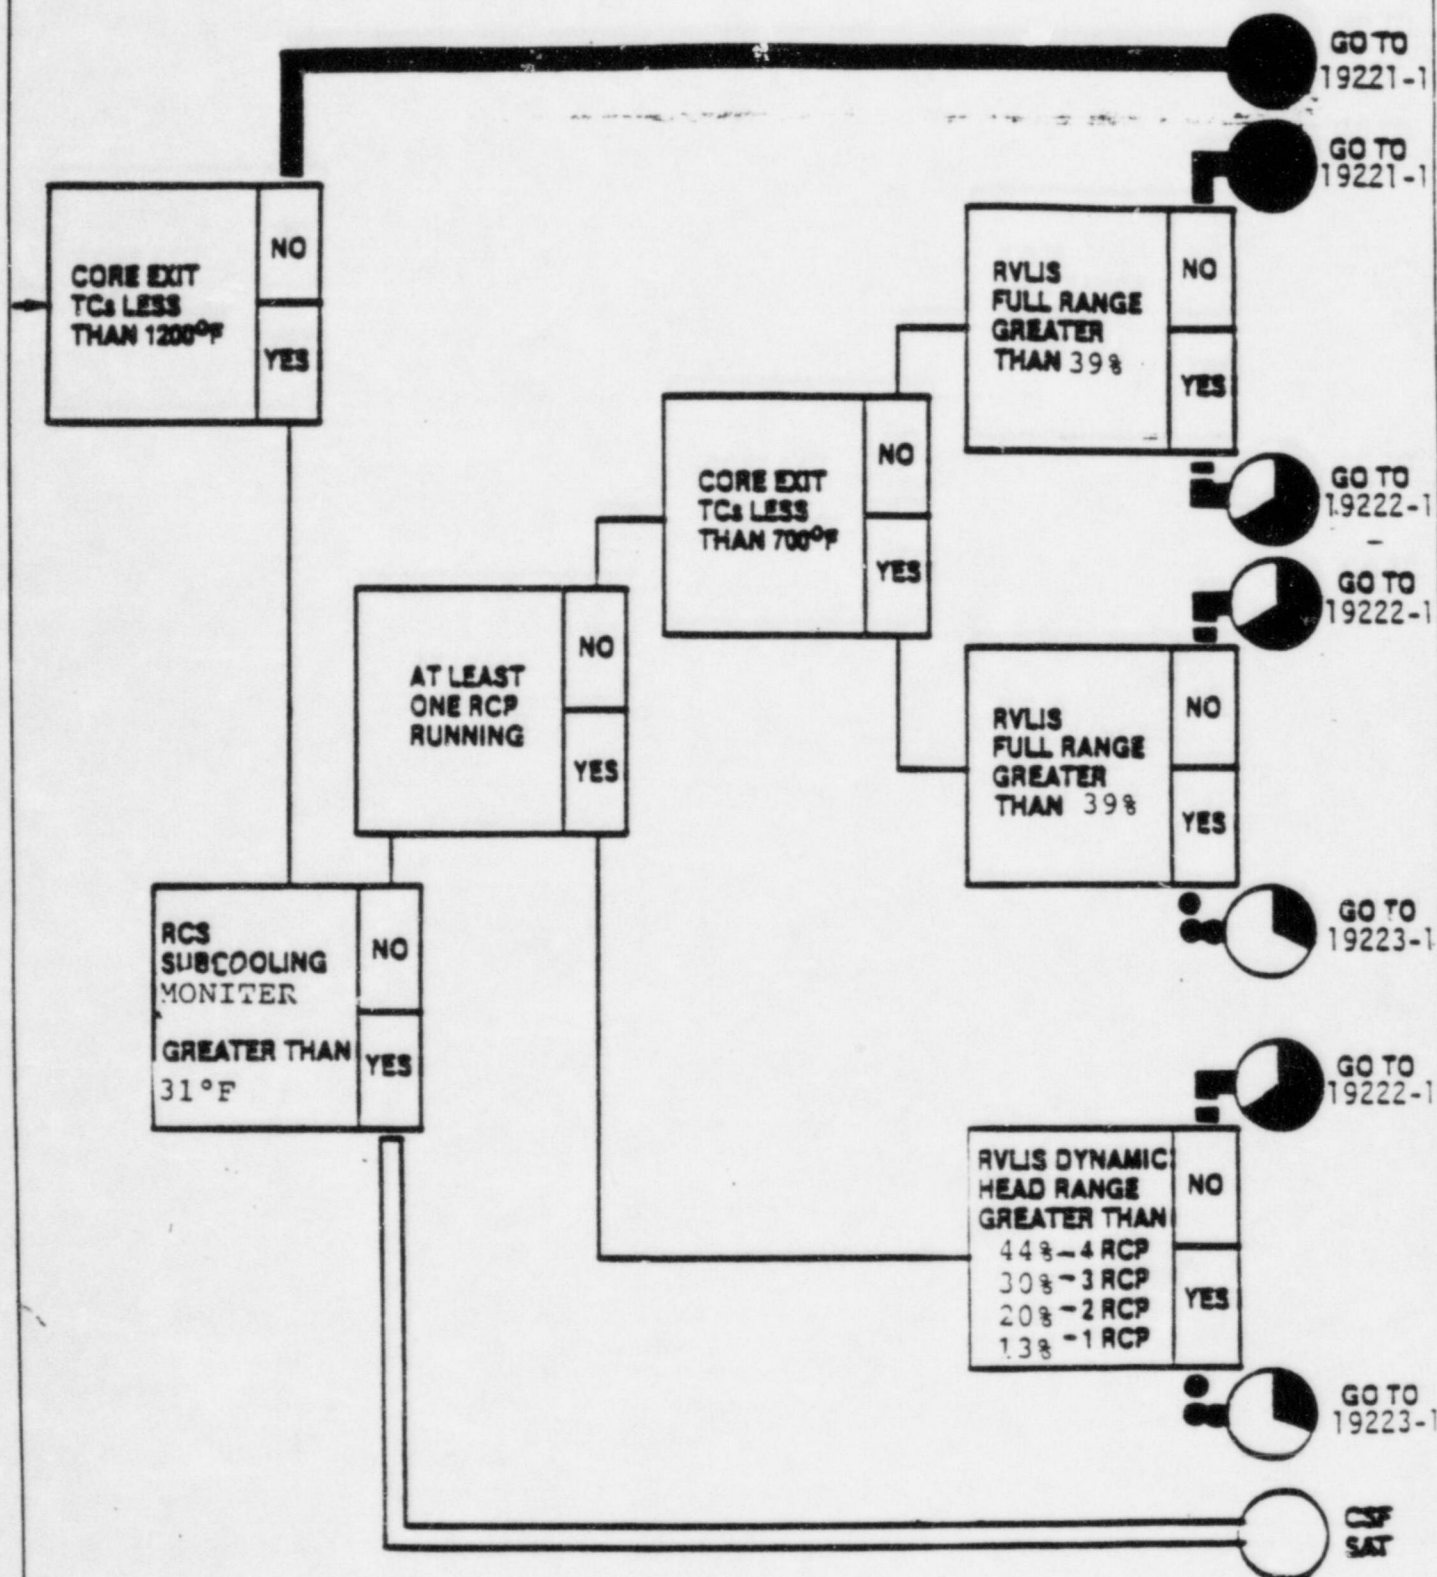 GO TO
19221-1
GO TO
19221-1
CORE EXIT
TCs LESS
THAN 1200°F
NO
YES
RVLIS
FULL RANGE
GREATER
THAN 39%
NO
YES
GO TO
19222-1
CORE EXIT
TCs LESS
THAN 700°F
NO
YES
GO TO
19222-1
AT LEAST
ONE RCP
RUNNING
NO
YES
RVLIS
FULL RANGE
GREATER
THAN 39%
NO
YES
GO TO
19223-1
RCS
SUBCOOLING
MONITER
GREATER THAN
31°F
NO
YES
GO TO
19222-1
RVLIS DYNAMIC
HEAD RANGE
GREATER THAN
44%-4 RCP
30%-3 RCP
20%-2 RCP
13%-1 RCP
NO
YES
GO TO
19223-1
CSF
SAT